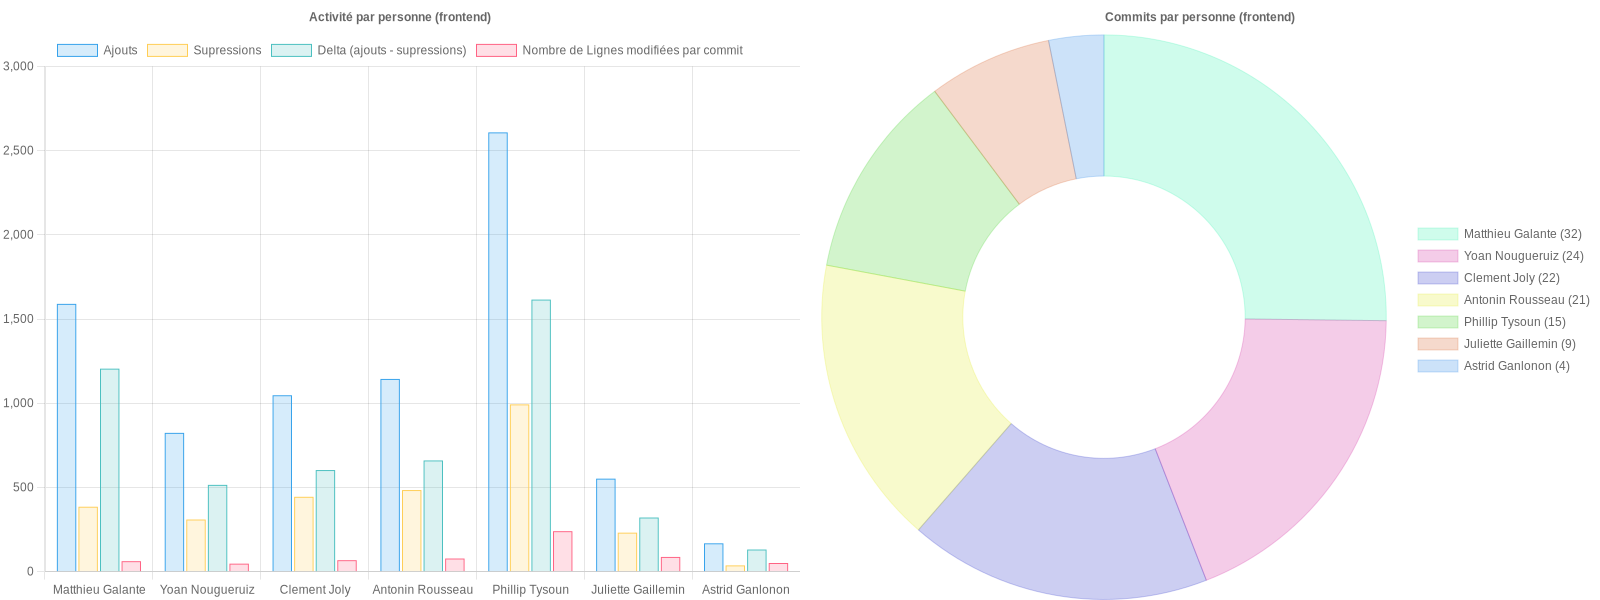 Activité par personne (frontend)
Ajouts Supressions Delta (ajouts - supressions) Nombre de Lignes modifiées par commit
3,000
2,500
2,000
1,500
1,000
500
0
Matthieu Galante Yoan Nougueruiz Clement Joly Antonin Rousseau Phillip Tysoun Juliette Gaillemin Astrid Ganlonon
Commits par personne (frontend)
Matthieu Galante (32)
Yoan Nougueruiz (24)
Clement Joly (22)
Antonin Rousseau (21)
Phillip Tysoun (15)
Juliette Gaillemin (9)
Astrid Ganlonon (4)